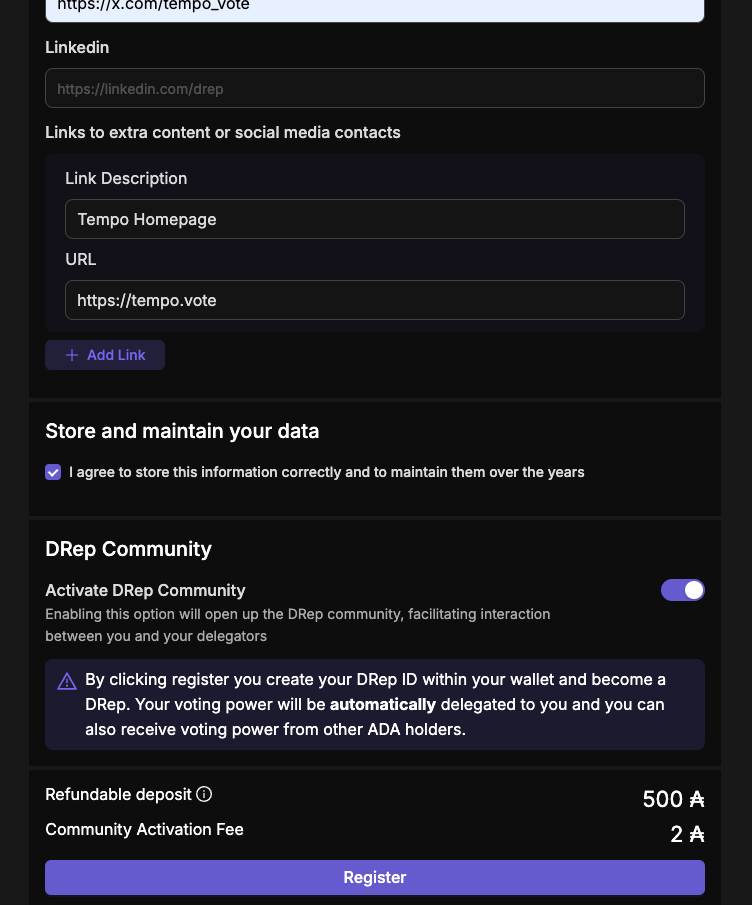 https://x.com/tempo_vote
Linkedin
https://linkedin.com/drep
Links to extra content or social media contacts
Link Description
Tempo Homepage
URL
https://tempo.vote
+ Add Link
Store and maintain your data
I agree to store this information correctly and to maintain them over the years
DRep Community
Activate DRep Community
Enabling this option will open up the DRep community, facilitating interaction
between you and your delegators
By clicking register you create your DRep ID within your wallet and become a
DRep. Your voting power will be automatically delegated to you and you can
also receive voting power from other ADA holders.
Refundable deposit
500 ₳
Community Activation Fee
2 ₳
Register